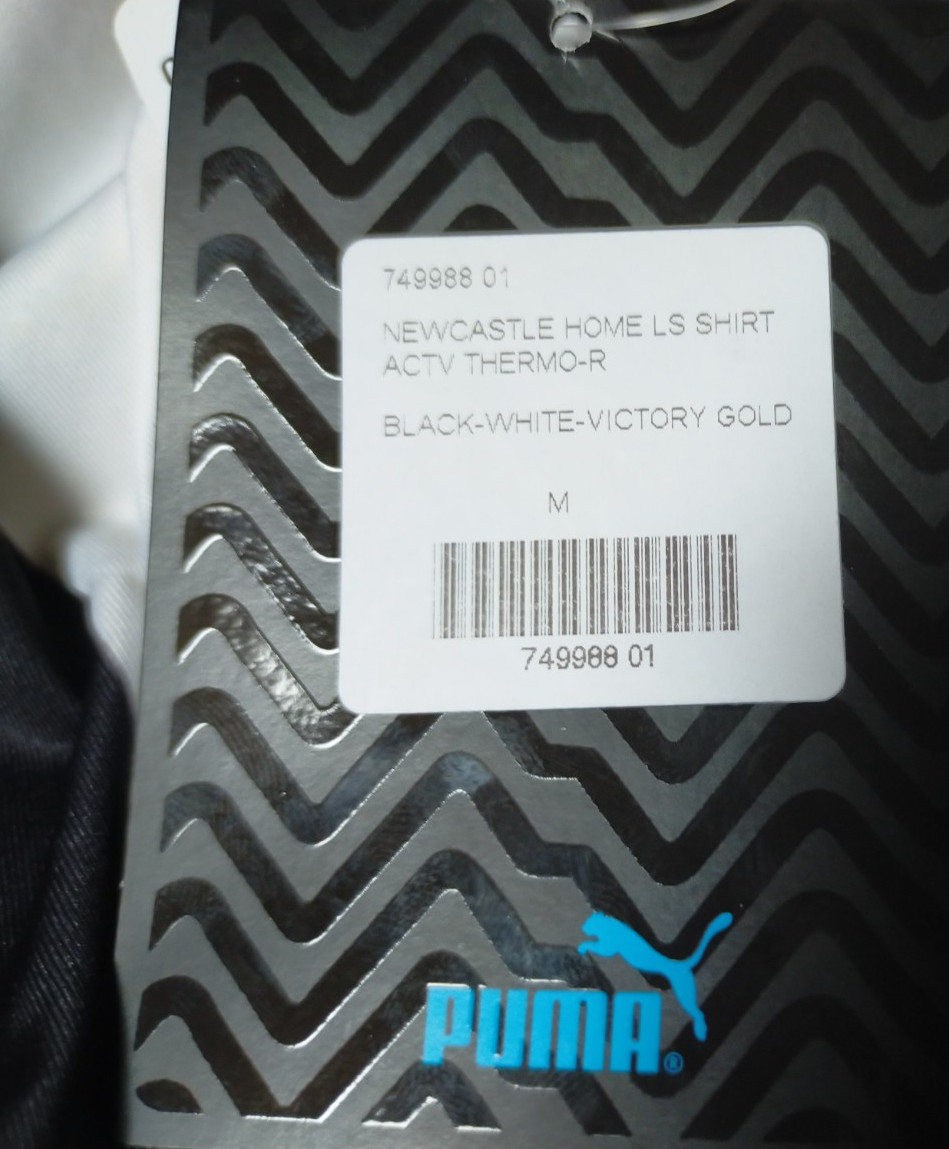 749988 01
NEWCASTLE HOME LS SHIRT
ACTV THERMO-R
BLACK-WHITE-VICTORY GOLD
M
749988 01
PUMA®